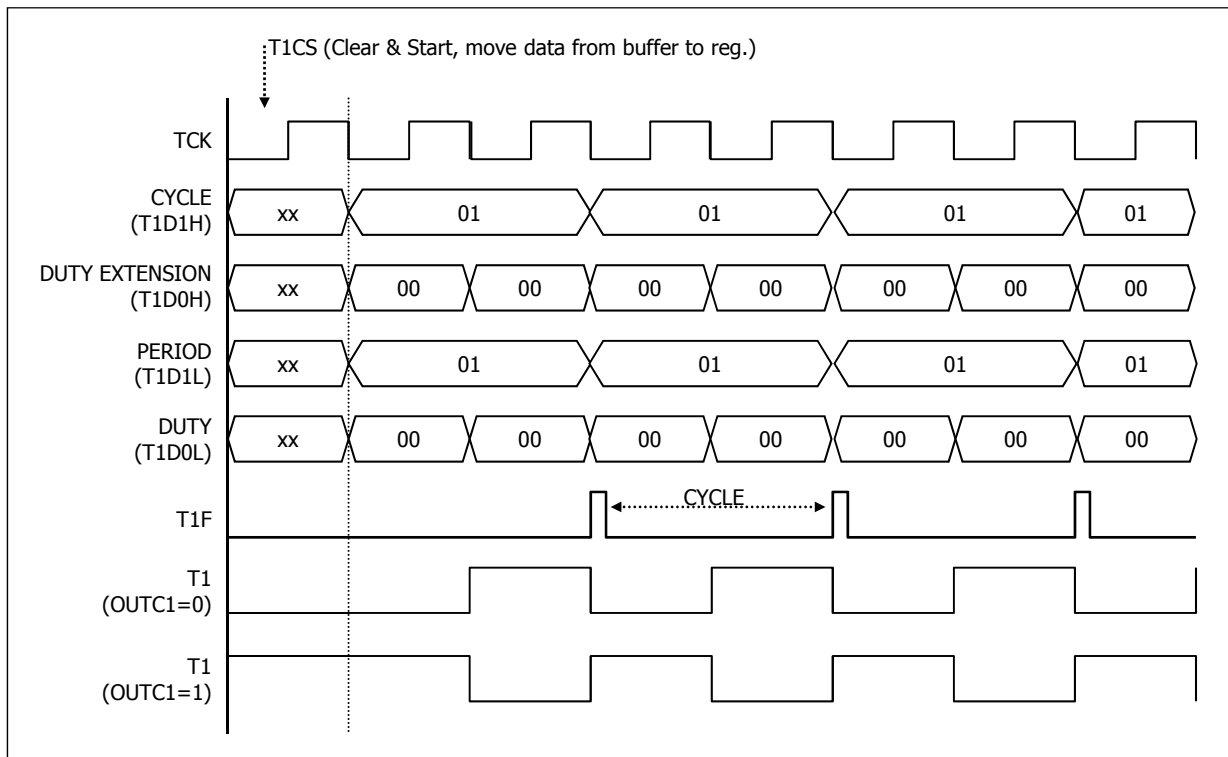 T1CS (Clear & Start, move data from buffer to reg.)
TCK
CYCLE
(T1D1H)
xx 01 01 01 01
DUTY EXTENSION
(T1D0H)
xx 00 00 00 00 00 00 00
PERIOD
(T1D1L)
xx 01 01 01 01
DUTY
(T1D0L)
xx 00 00 00 00 00 00 00
T1F
CYCLE
T1
(OUTC1=0)
T1
(OUTC1=1)